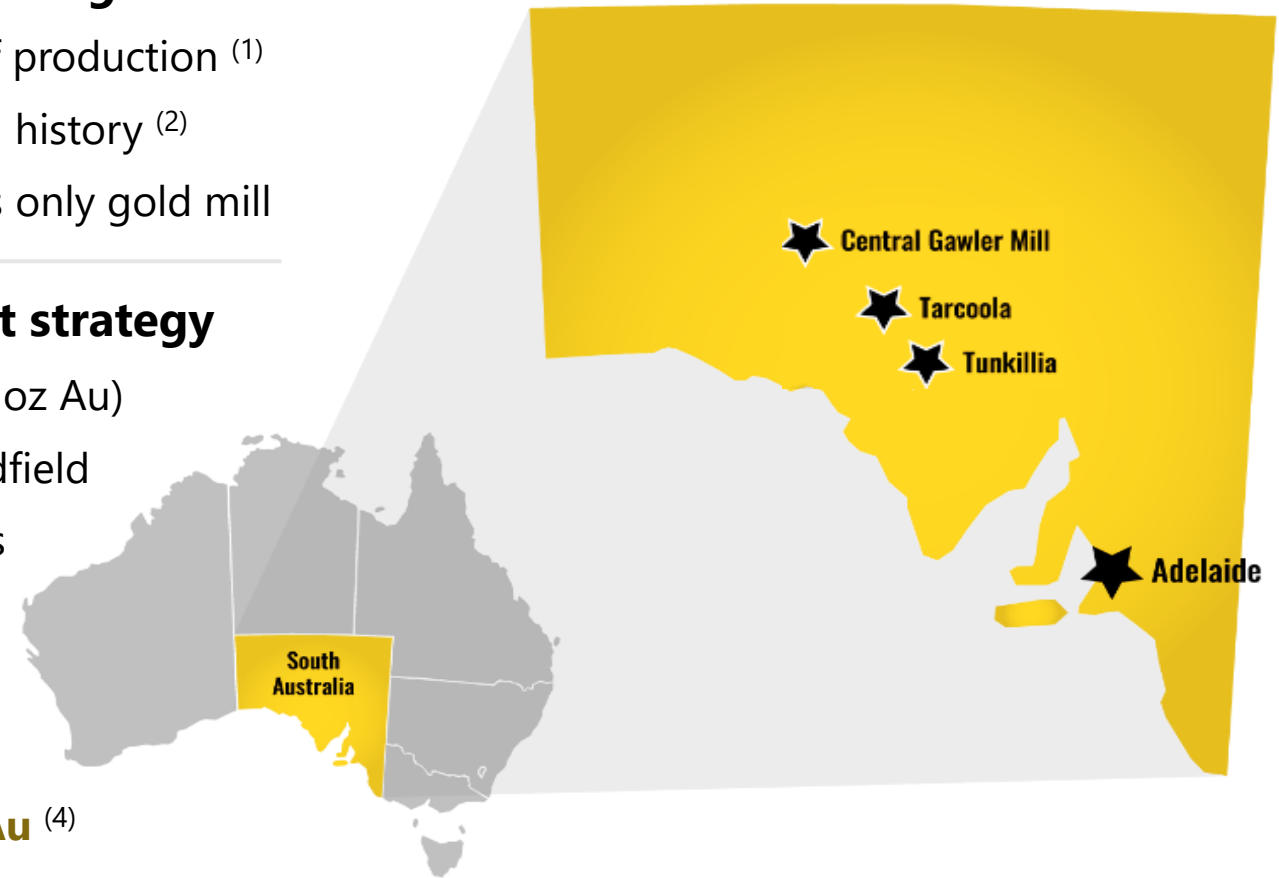 production (1)
history (2)
only gold mill
t strategy
oz Au)
dfield
s
Au (4)
Central Gawler Mill
Tarcoola
Tunkillia
Adelaide
South
Australia